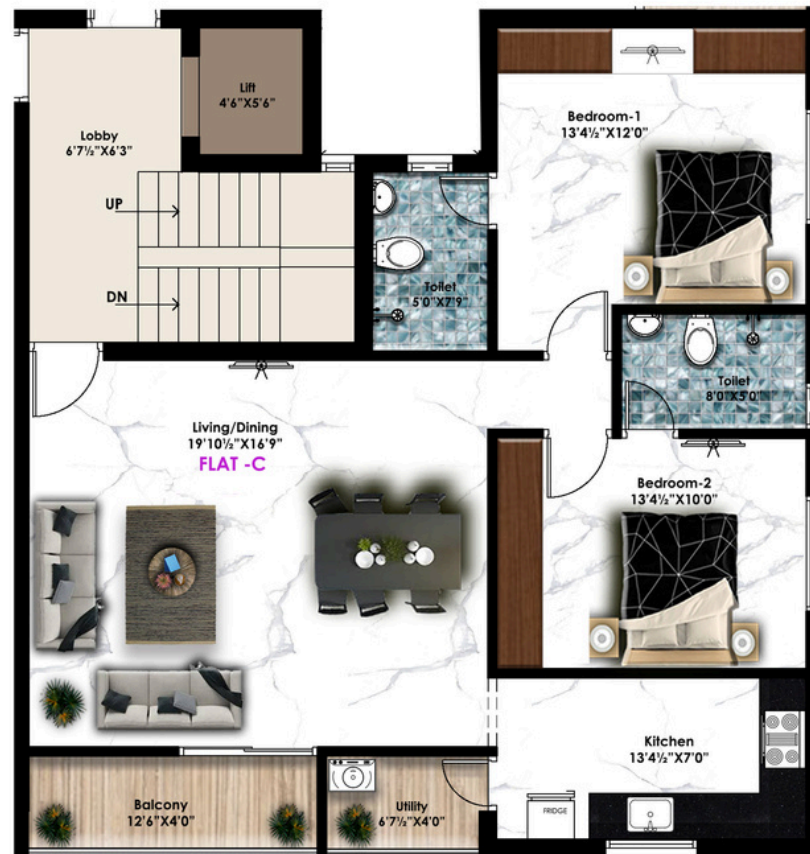 Lift
4'6"X5'6"
Lobby
6'7½"X6'3"
Bedroom-1
13'4½"X12'0"
UP
DN
Toilet
5'0"X7'9"
Toilet
8'0"X5'0"
Living/Dining
19'10½"X16'9"
FLAT -C
Bedroom-2
13'4½"X10'0"
Kitchen
13'4½"X7'0"
Balcony
12'6"X4'0"
Utility
6'7½"X4'0"
FRIDGE